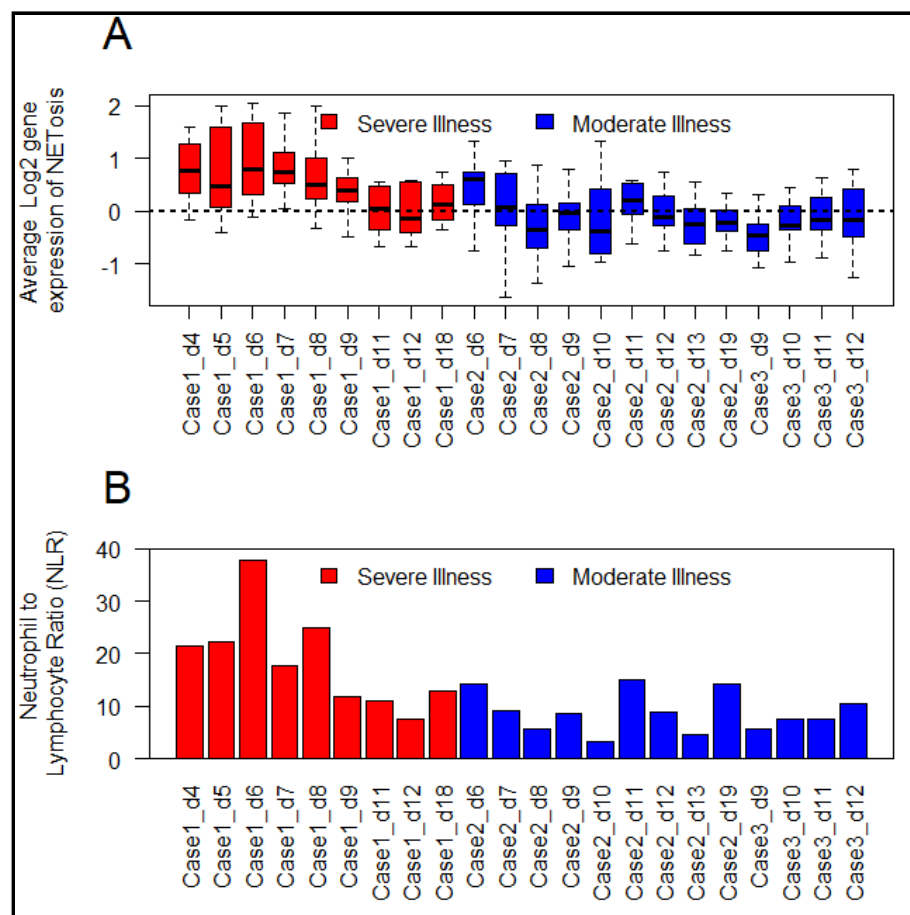 A
Average Log2 gene
expression of NETosis
2
1
0
-1
Severe Illness
Moderate Illness
Case1_d4
Case1_d5
Case1_d6
Case1_d7
Case1_d8
Case1_d9
Case1_d11
Case1_d12
Case1_d18
Case2_d6
Case2_d7
Case2_d8
Case2_d9
Case2_d10
Case2_d11
Case2_d12
Case2_d13
Case2_d19
Case3_d9
Case3_d10
Case3_d11
Case3_d12
B
Neutrophil to
Lymphocyte Ratio (NLR)
40
30
20
10
0
Severe Illness
Moderate Illness
Case1_d4
Case1_d5
Case1_d6
Case1_d7
Case1_d8
Case1_d9
Case1_d11
Case1_d12
Case1_d18
Case2_d6
Case2_d7
Case2_d8
Case2_d9
Case2_d10
Case2_d11
Case2_d12
Case2_d13
Case2_d19
Case3_d9
Case3_d10
Case3_d11
Case3_d12